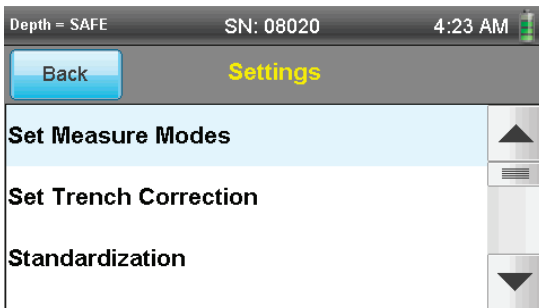 Depth = SAFE SN: 08020 4:23 AM
Back Settings
Set Measure Modes
Set Trench Correction
Standardization